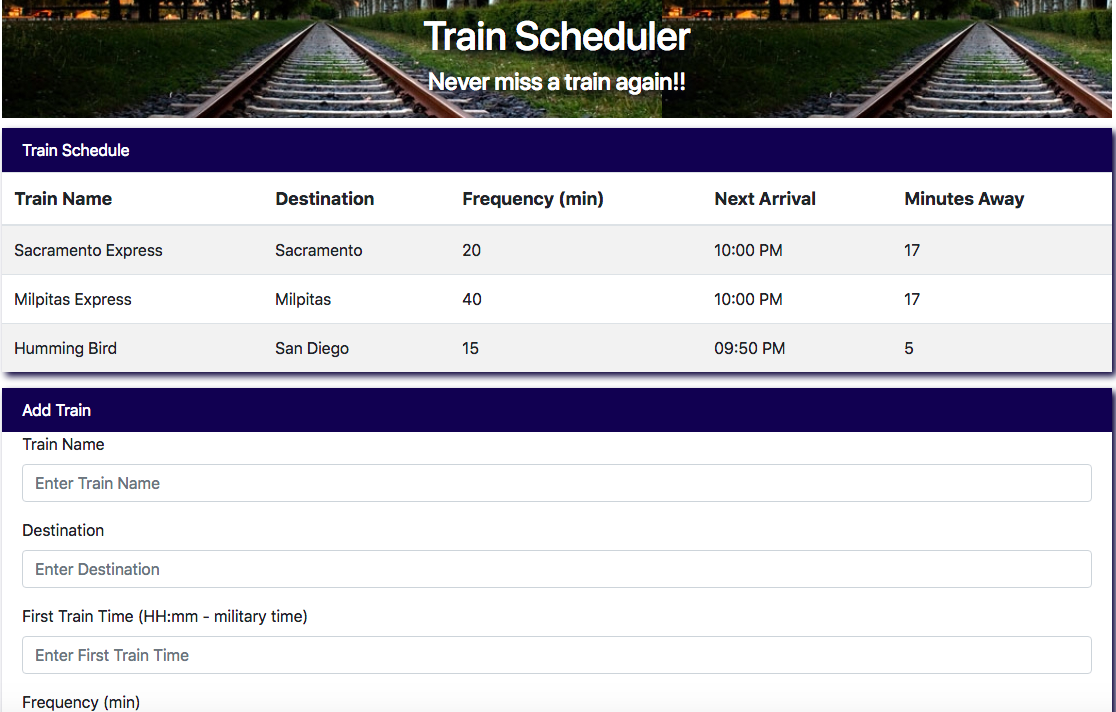 Train Scheduler
Never miss a train again!!
Train Schedule
Train Name Destination Frequency (min) Next Arrival Minutes Away
Sacramento Express Sacramento 20 10:00 PM 17
Milpitas Express Milpitas 40 10:00 PM 17
Humming Bird San Diego 15 09:50 PM 5
Add Train
Train Name
Enter Train Name
Destination
Enter Destination
First Train Time (HH:mm - military time)
Enter First Train Time
Frequency (min)